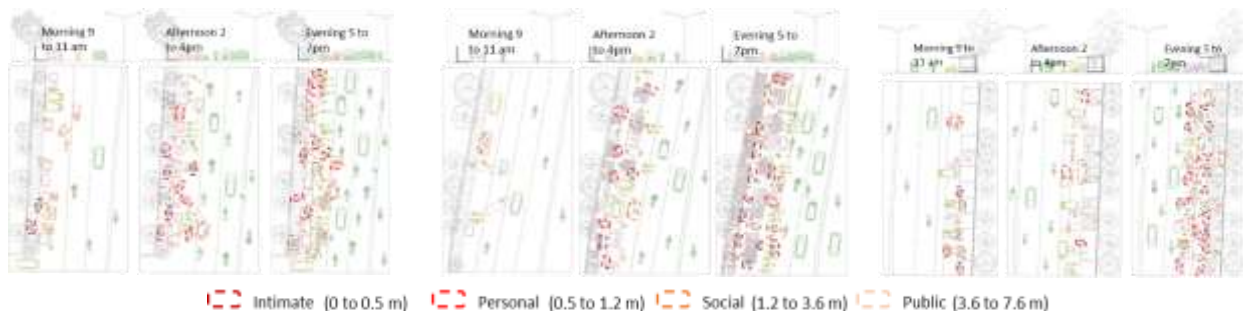 Morning 9
to 11 am
Afternoon 2
to 4pm
Evening 5 to
7pm
Morning 9
to 11 am
Afternoon 2
to 4pm
Evening 5 to
7pm
Morning 9 to
11 am
Afternoon 2
to 4pm
Evening 5 to
7pm
Intimate (0 to 0.5 m) Personal (0.5 to 1.2 m) Social (1.2 to 3.6 m) Public (3.6 to 7.6 m)